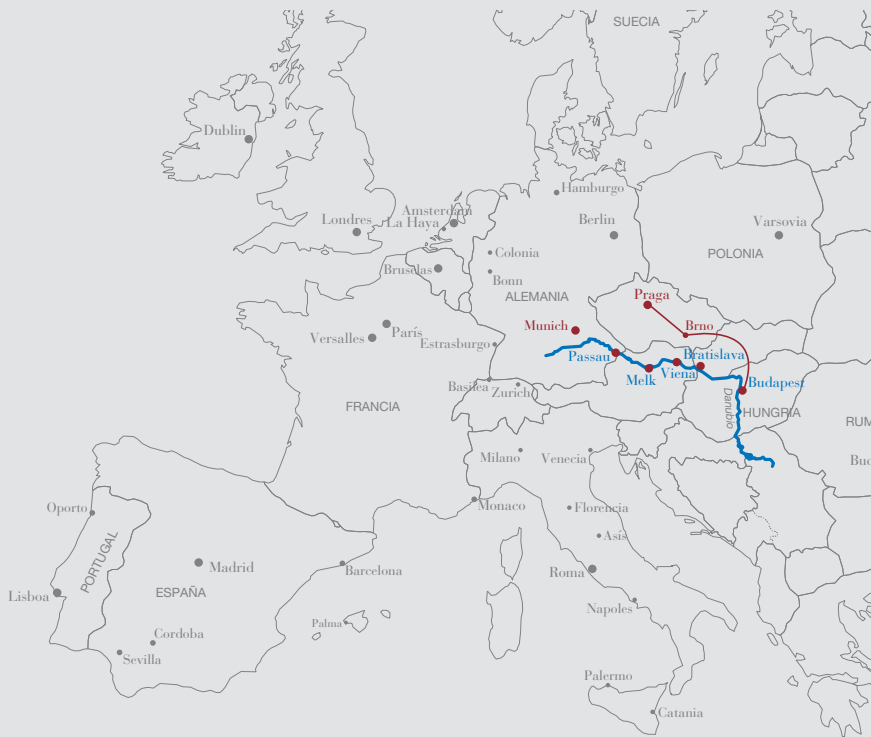 SUECIA
Dublin
Hamburgo
Amsterdam
La Haya
Londres
Berlin
Varsovia
POLONIA
Colonia
Bruselas
Bonn
ALEMANIA
Praga
Munich
Brno
París
Versalles
Estrasburgo
Passau
Bratislava
Viena
Melk
Budapest
Basilea
Zurich
Danubio
HUNGRIA
FRANCIA
RUM
Buc
Milano
Venecia
Monaco
Florencia
Oporto
Asís
PORTUGAL
Madrid
Barcelona
Roma
ESPAÑA
Lisboa
Napoles
Palma
Cordoba
Sevilla
Palermo
Catania